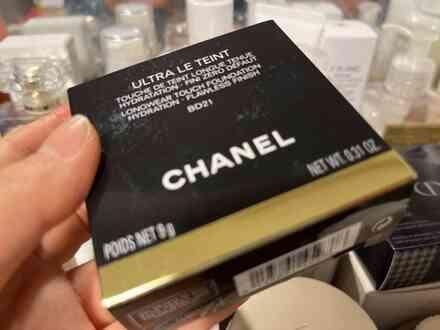 ULTRA LE TEINT
TOUCHE DE TEINT LONGUE TENUE
HYDRATATION · FINI ZÉRO DÉFAUT
LONGWEAR TOUCH FOUNDATION
HYDRATION · FLAWLESS FINISH
BD21
CHANEL
POIDS NET 9g NET WT. 0.31 OZ.